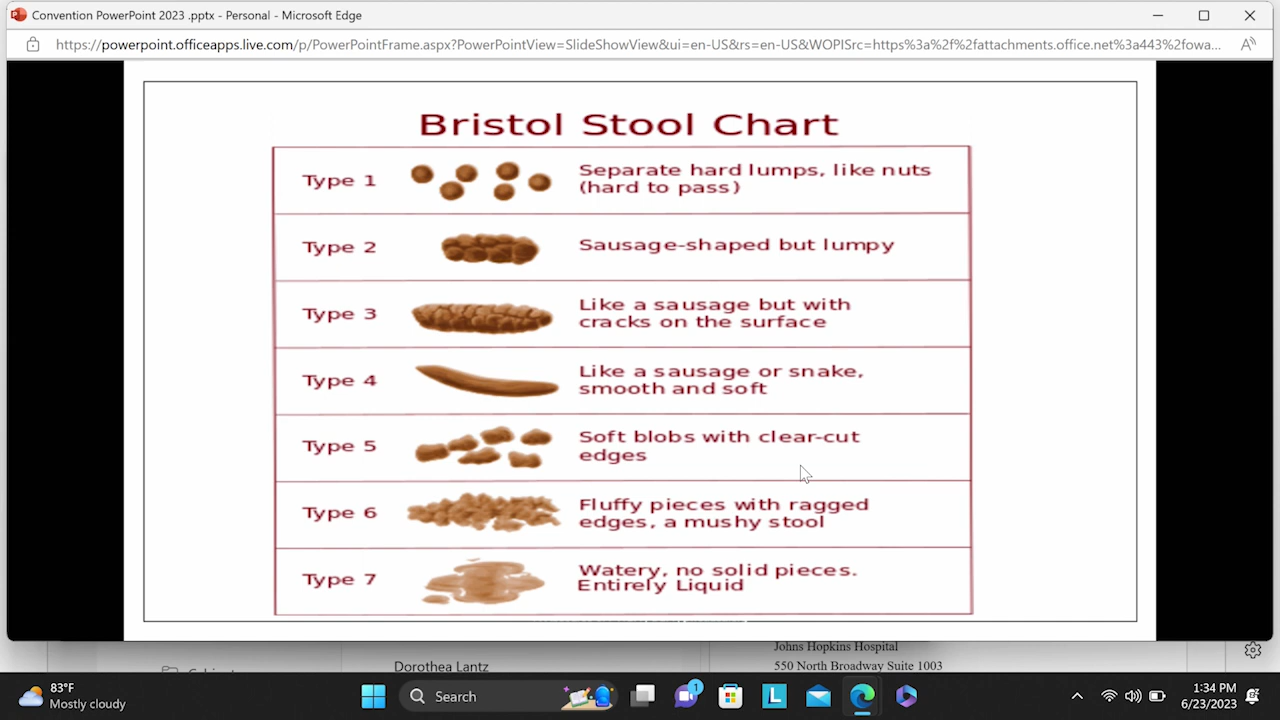 Convention PowerPoint 2023 .pptx - Personal - Microsoft Edge
https://powerpoint.officeapps.live.com/p/PowerPointFrame.aspx?PowerPointView=SlideShowView&ui=en-US&rs=en-US&WOPISrc=https%3a%2f%2fattachments.office.net%3a443%2fowa...
Bristol Stool Chart
Type 1
Separate hard lumps, like nuts
(hard to pass)
Type 2
Sausage-shaped but lumpy
Type 3
Like a sausage but with
cracks on the surface
Type 4
Like a sausage or snake,
smooth and soft
Type 5
Soft blobs with clear-cut
edges
Type 6
Fluffy pieces with ragged
edges, a mushy stool
Type 7
Watery, no solid pieces.
Entirely Liquid
Johns Hopkins Hospital
Dorothea Lantz
550 North Broadway Suite 1003
83°F
Mostly cloudy
Search
1
1:34 PM
6/23/2023